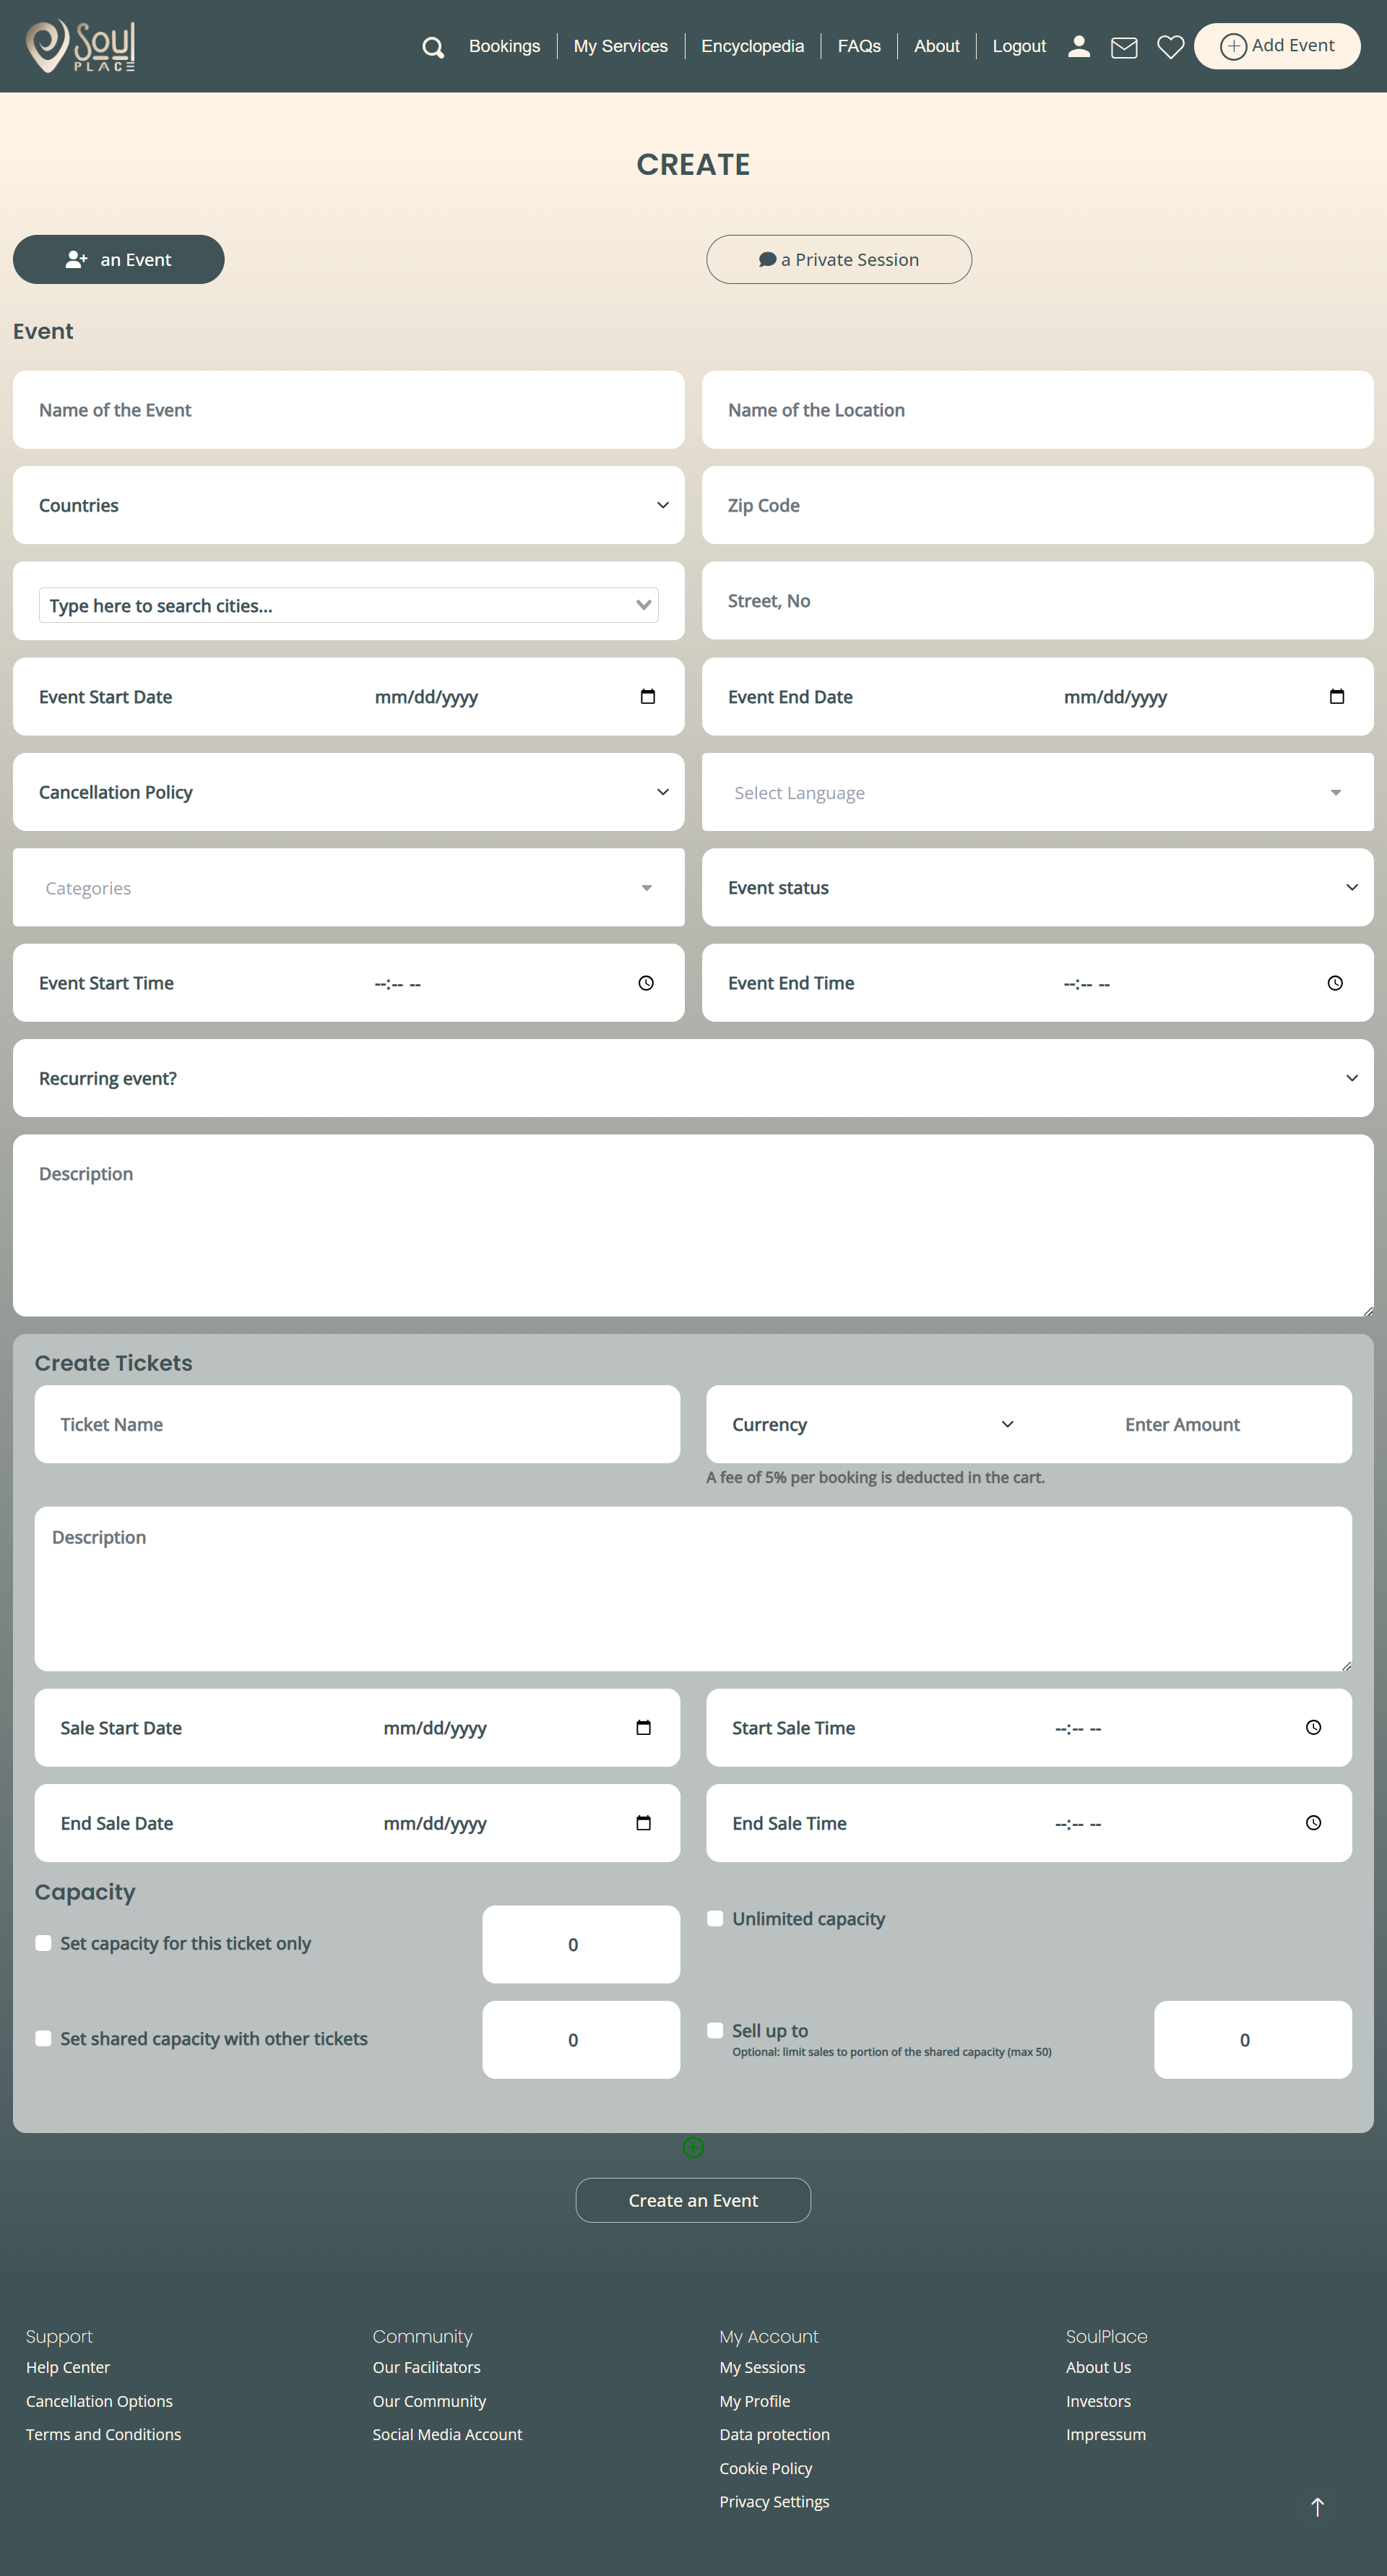 Soul
PLACE
Bookings
My Services
Encyclopedia
FAQs
About
Logout
Add Event
CREATE
an Event
a Private Session
Event
Name of the Event
Name of the Location
Countries
Zip Code
Type here to search cities...
Street, No
Event Start Date
mm/dd/yyyy
Event End Date
mm/dd/yyyy
Cancellation Policy
Select Language
Categories
Event status
Event Start Time
--:-- --
Event End Time
--:-- --
Recurring event?
Description
Create Tickets
Ticket Name
Currency
Enter Amount
A fee of 5% per booking is deducted in the cart.
Description
Sale Start Date
mm/dd/yyyy
Start Sale Time
--:-- --
End Sale Date
mm/dd/yyyy
End Sale Time
--:-- --
Capacity
Set capacity for this ticket only
0
Unlimited capacity
Set shared capacity with other tickets
0
Sell up to
Optional: limit sales to portion of the shared capacity (max 50)
0
Create an Event
Support
Help Center
Cancellation Options
Terms and Conditions
Community
Our Facilitators
Our Community
Social Media Account
My Account
My Sessions
My Profile
Data protection
Cookie Policy
Privacy Settings
SoulPlace
About Us
Investors
Impressum